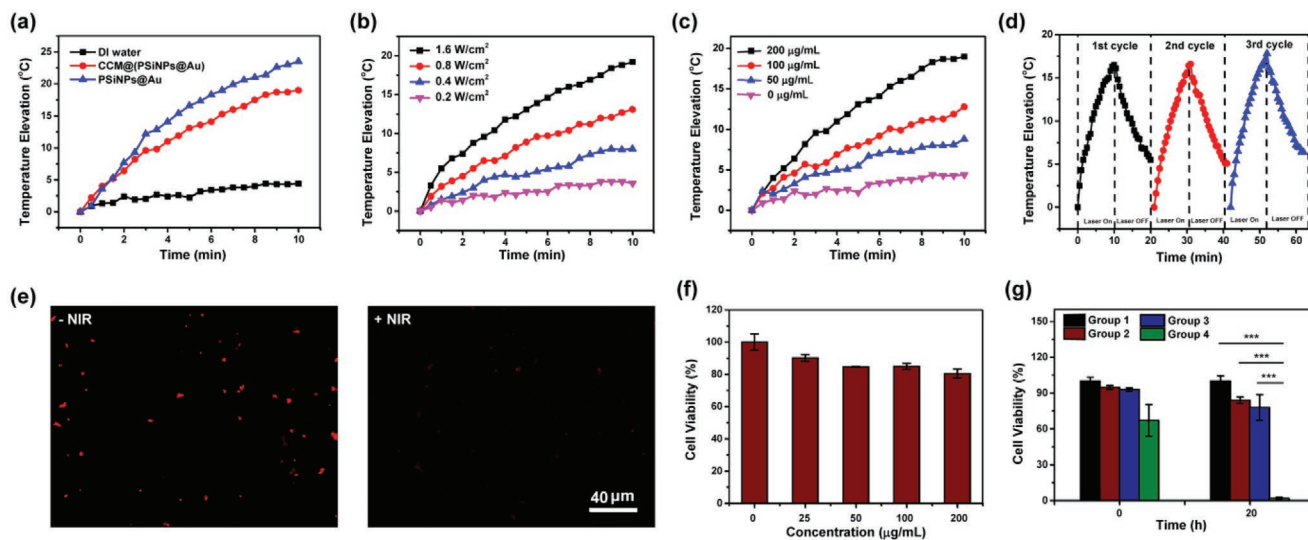 (a)
Temperature Elevation (°C)
25
20
15
10
5
0
DI water
CCM@(PSiNPs@Au)
PSiNPs@Au
0 2 4 6 8 10
Time (min)
(b)
Temperature Elevation (°C)
25
20
15
10
5
0
1.6 W/cm²
0.8 W/cm²
0.4 W/cm²
0.2 W/cm²
0 2 4 6 8 10
Time (min)
(c)
Temperature Elevation (°C)
20
15
10
5
0
200 µg/mL
100 µg/mL
50 µg/mL
0 µg/mL
0 2 4 6 8 10
Time (min)
(d)
Temperature Elevation (°C)
20
15
10
5
0
1st cycle 2nd cycle 3rd cycle
Laser On Laser OFF Laser On Laser OFF Laser On Laser OFF
0 10 20 30 40 50 60
Time (min)
(e)
- NIR
+ NIR
40 µm
(f)
Cell Viability (%)
120
100
80
60
40
20
0
0 25 50 100 200
Concentration (µg/mL)
(g)
Cell Viability (%)
150
120
90
60
30
0
Group 1 Group 3
Group 2 Group 4
***
***
***
0 20
Time (h)